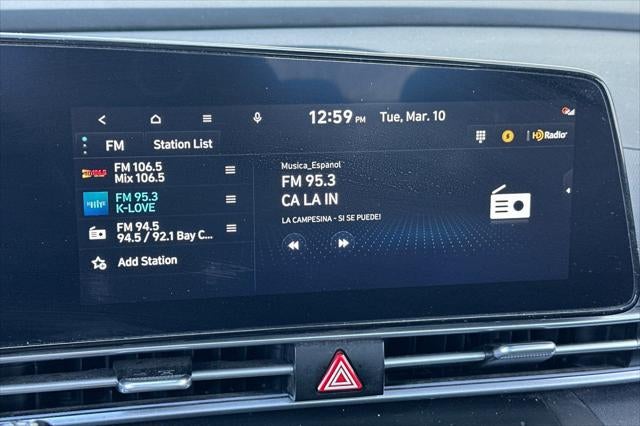 12:59 PM Tue, Mar. 10
FM Station List
HD Radio
FM 106.5
Mix 106.5
FM 95.3
K-LOVE
FM 94.5
94.5 / 92.1 Bay C...
Add Station
Musica_Espanol
FM 95.3
CA LA IN
LA CAMPESINA - SI SE PUEDE!